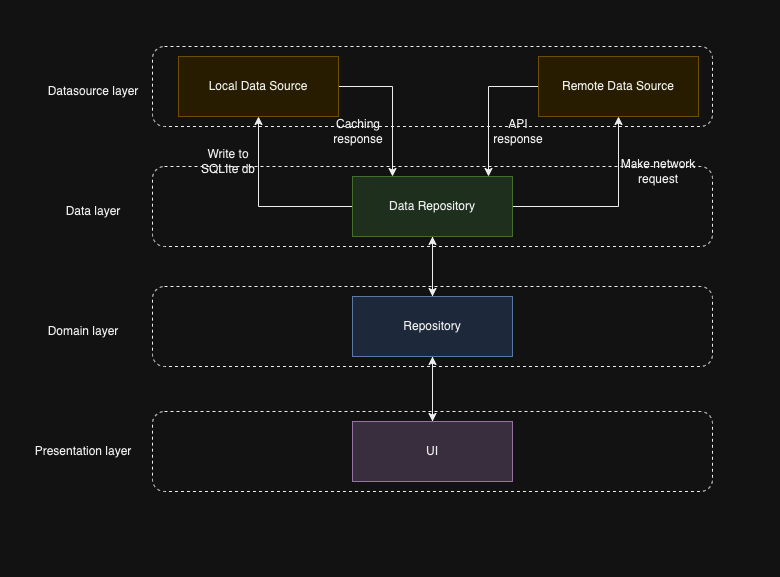 Datasource layer
Local Data Source
Remote Data Source
Caching
response
API
response
Write to
SQLIte db
Make network
request
Data layer
Data Repository
Domain layer
Repository
Presentation layer
UI